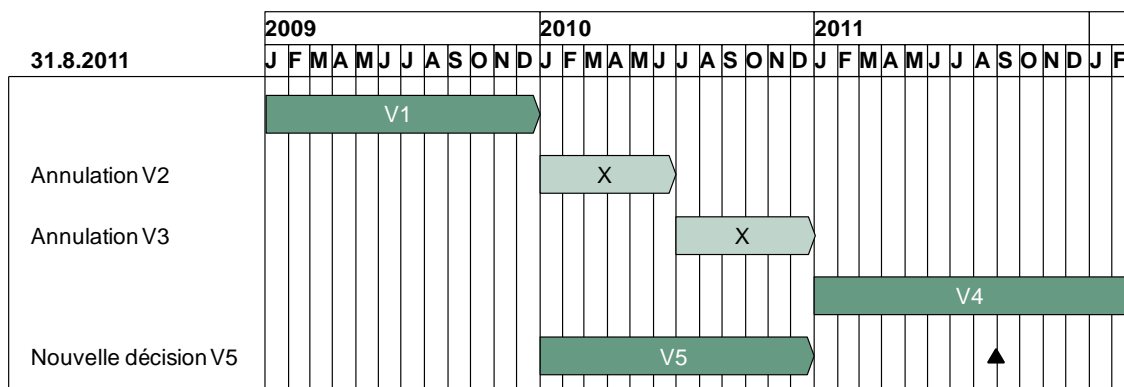 2009 2010 2011
31.8.2011 J F M A M J J A S O N D J F M A M J J A S O N D J F M A M J J A S O N D J F
V1
Annulation V2 X
Annulation V3 X
V4
Nouvelle décision V5 V5